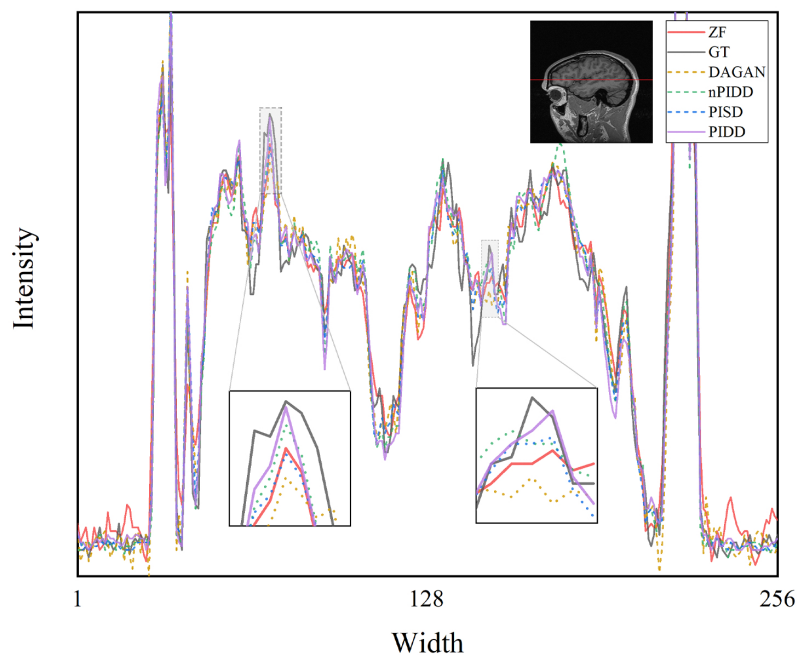 ZF
GT
DAGAN
nPIDD
PISD
PIDD
Intensity
1
128
256
Width